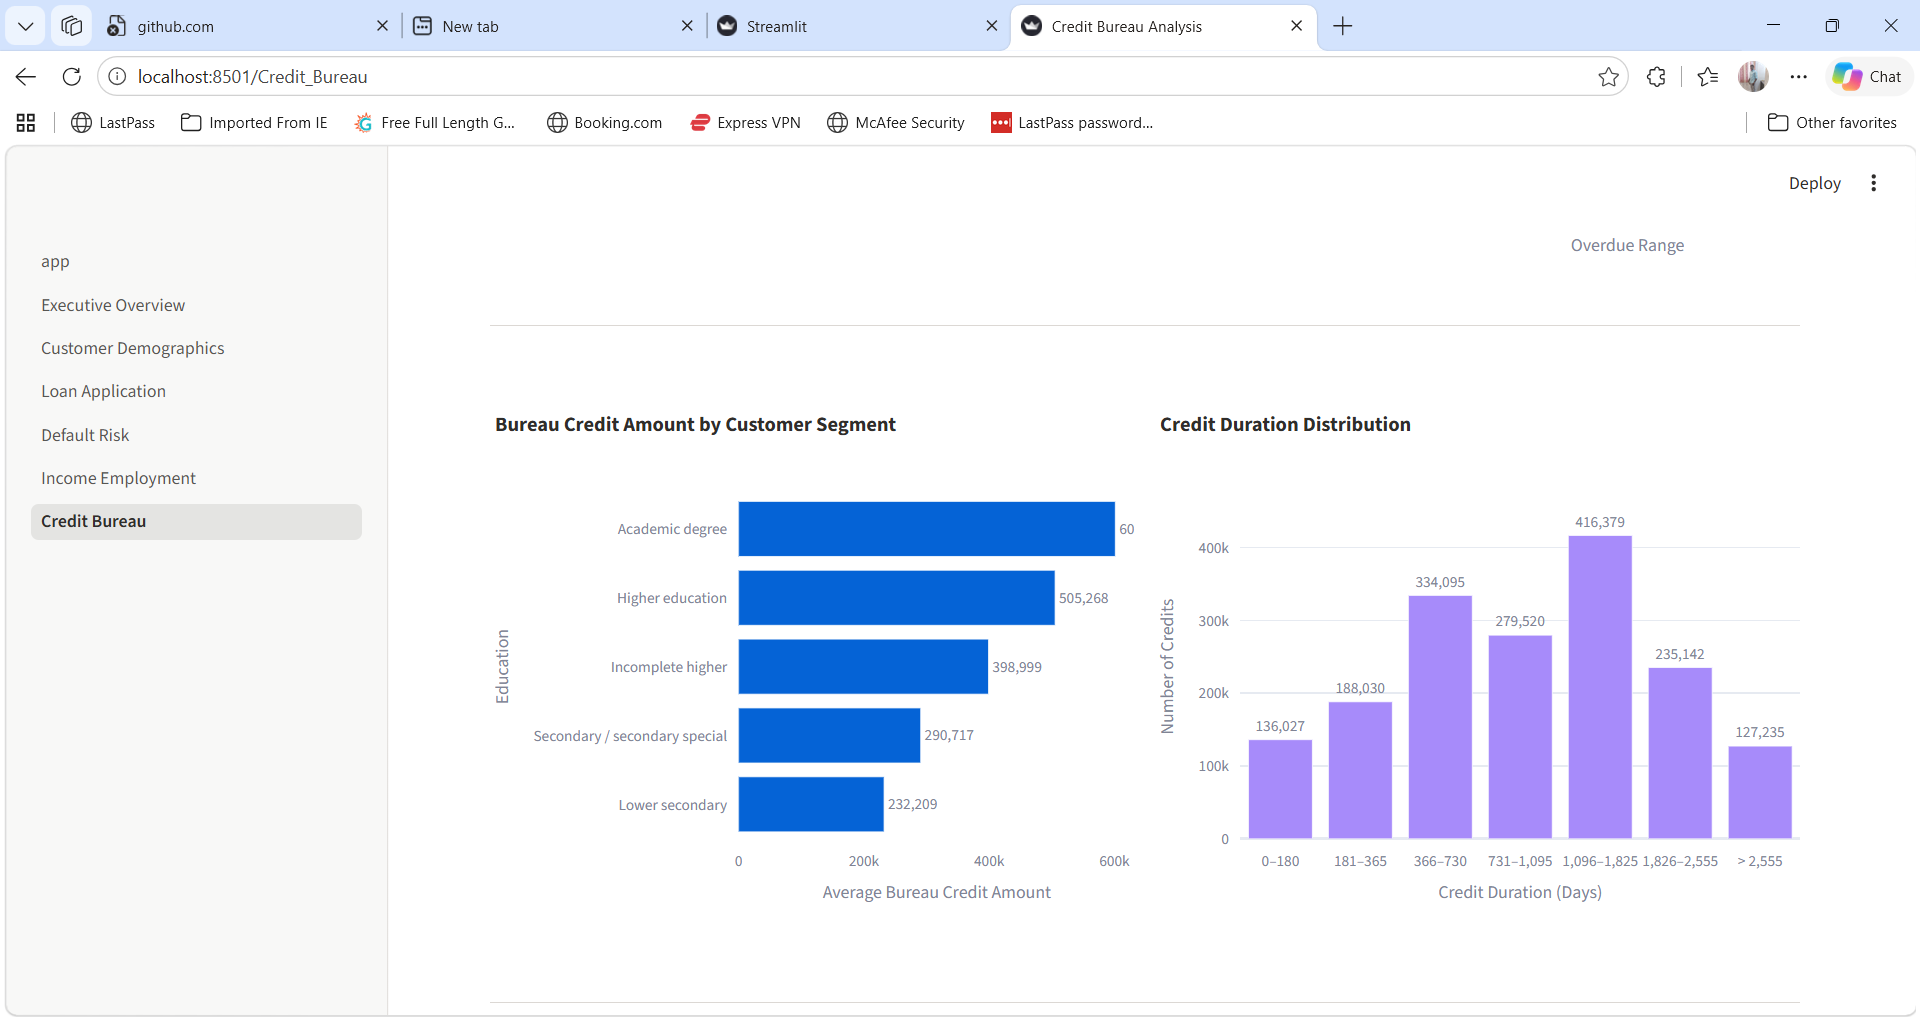 github.com
New tab
Streamlit
Credit Bureau Analysis
localhost:8501/Credit_Bureau
Chat
LastPass
Imported From IE
Free Full Length G...
Booking.com
Express VPN
McAfee Security
LastPass password...
Other favorites
Deploy
app
Executive Overview
Customer Demographics
Loan Application
Default Risk
Income Employment
Credit Bureau
Overdue Range
Bureau Credit Amount by Customer Segment
Education
Academic degree
60
Higher education
505,268
Incomplete higher
398,999
Secondary / secondary special
290,717
Lower secondary
232,209
0
200k
400k
600k
Average Bureau Credit Amount
Credit Duration Distribution
Number of Credits
400k
300k
200k
100k
0
136,027
188,030
334,095
279,520
416,379
235,142
127,235
0–180
181–365
366–730
731–1,095
1,096–1,825
1,826–2,555
> 2,555
Credit Duration (Days)